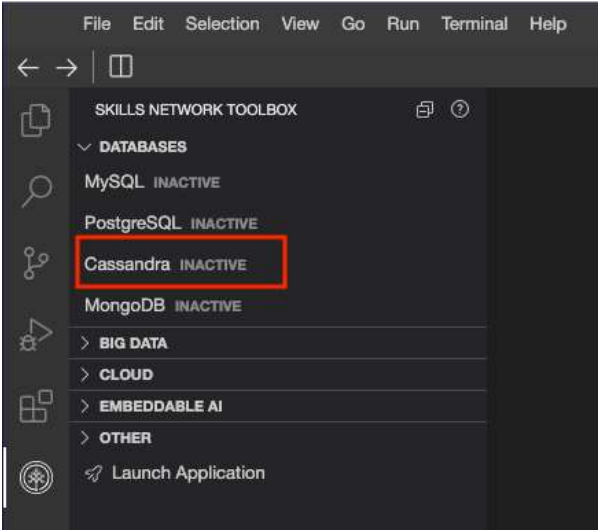 File Edit Selection View Go Run Terminal Help
SKILLS NETWORK TOOLBOX
DATABASES
MySQL INACTIVE
PostgreSQL INACTIVE
Cassandra INACTIVE
MongoDB INACTIVE
BIG DATA
CLOUD
EMBEDDABLE AI
OTHER
Launch Application